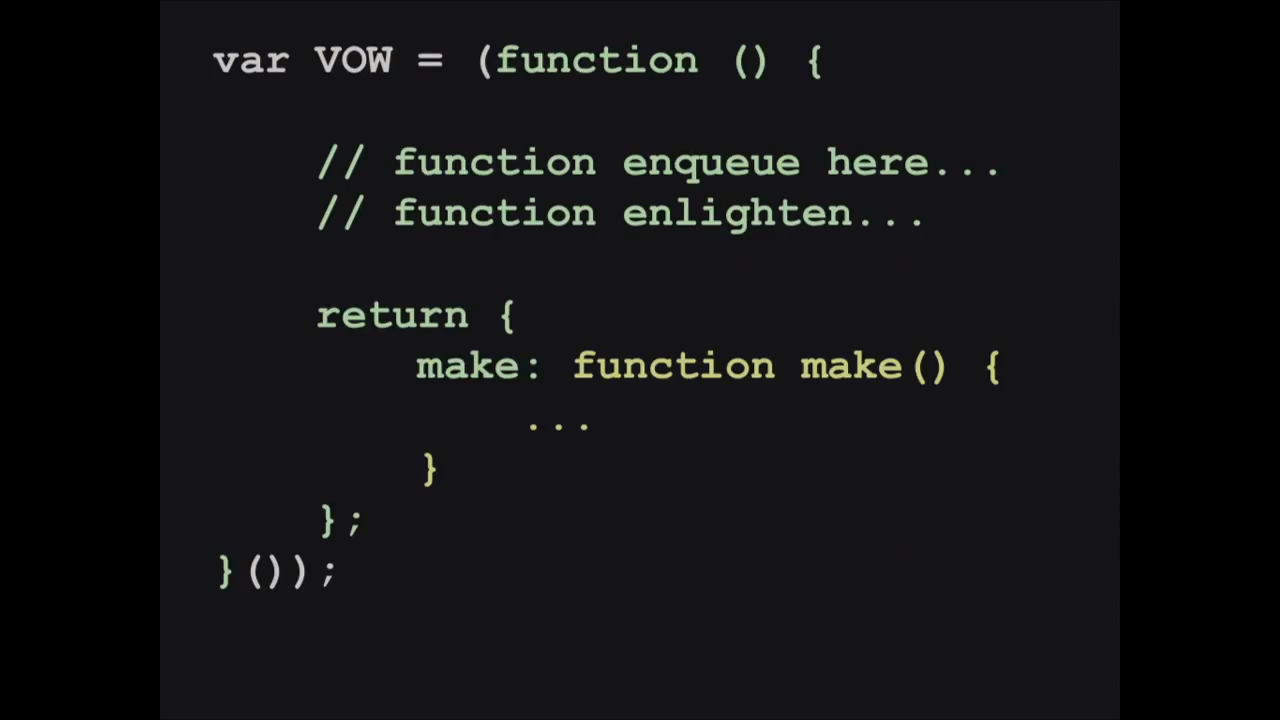 var VOW = (function () {
// function enqueue here...
// function enlighten...
return {
make: function make() {
...
}
};
}());